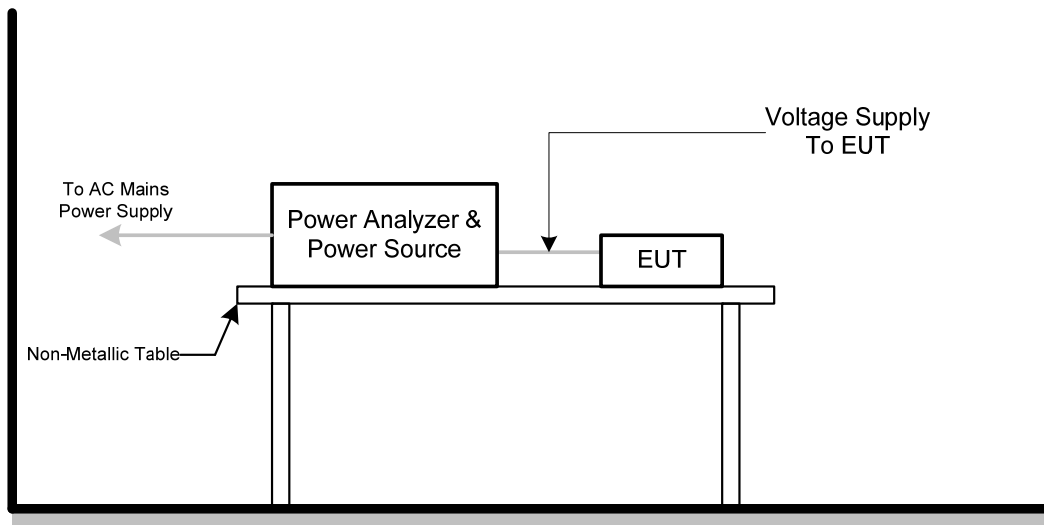 Voltage Supply
To EUT
To AC Mains
Power Supply
Power Analyzer &
Power Source
EUT
Non-Metallic Table